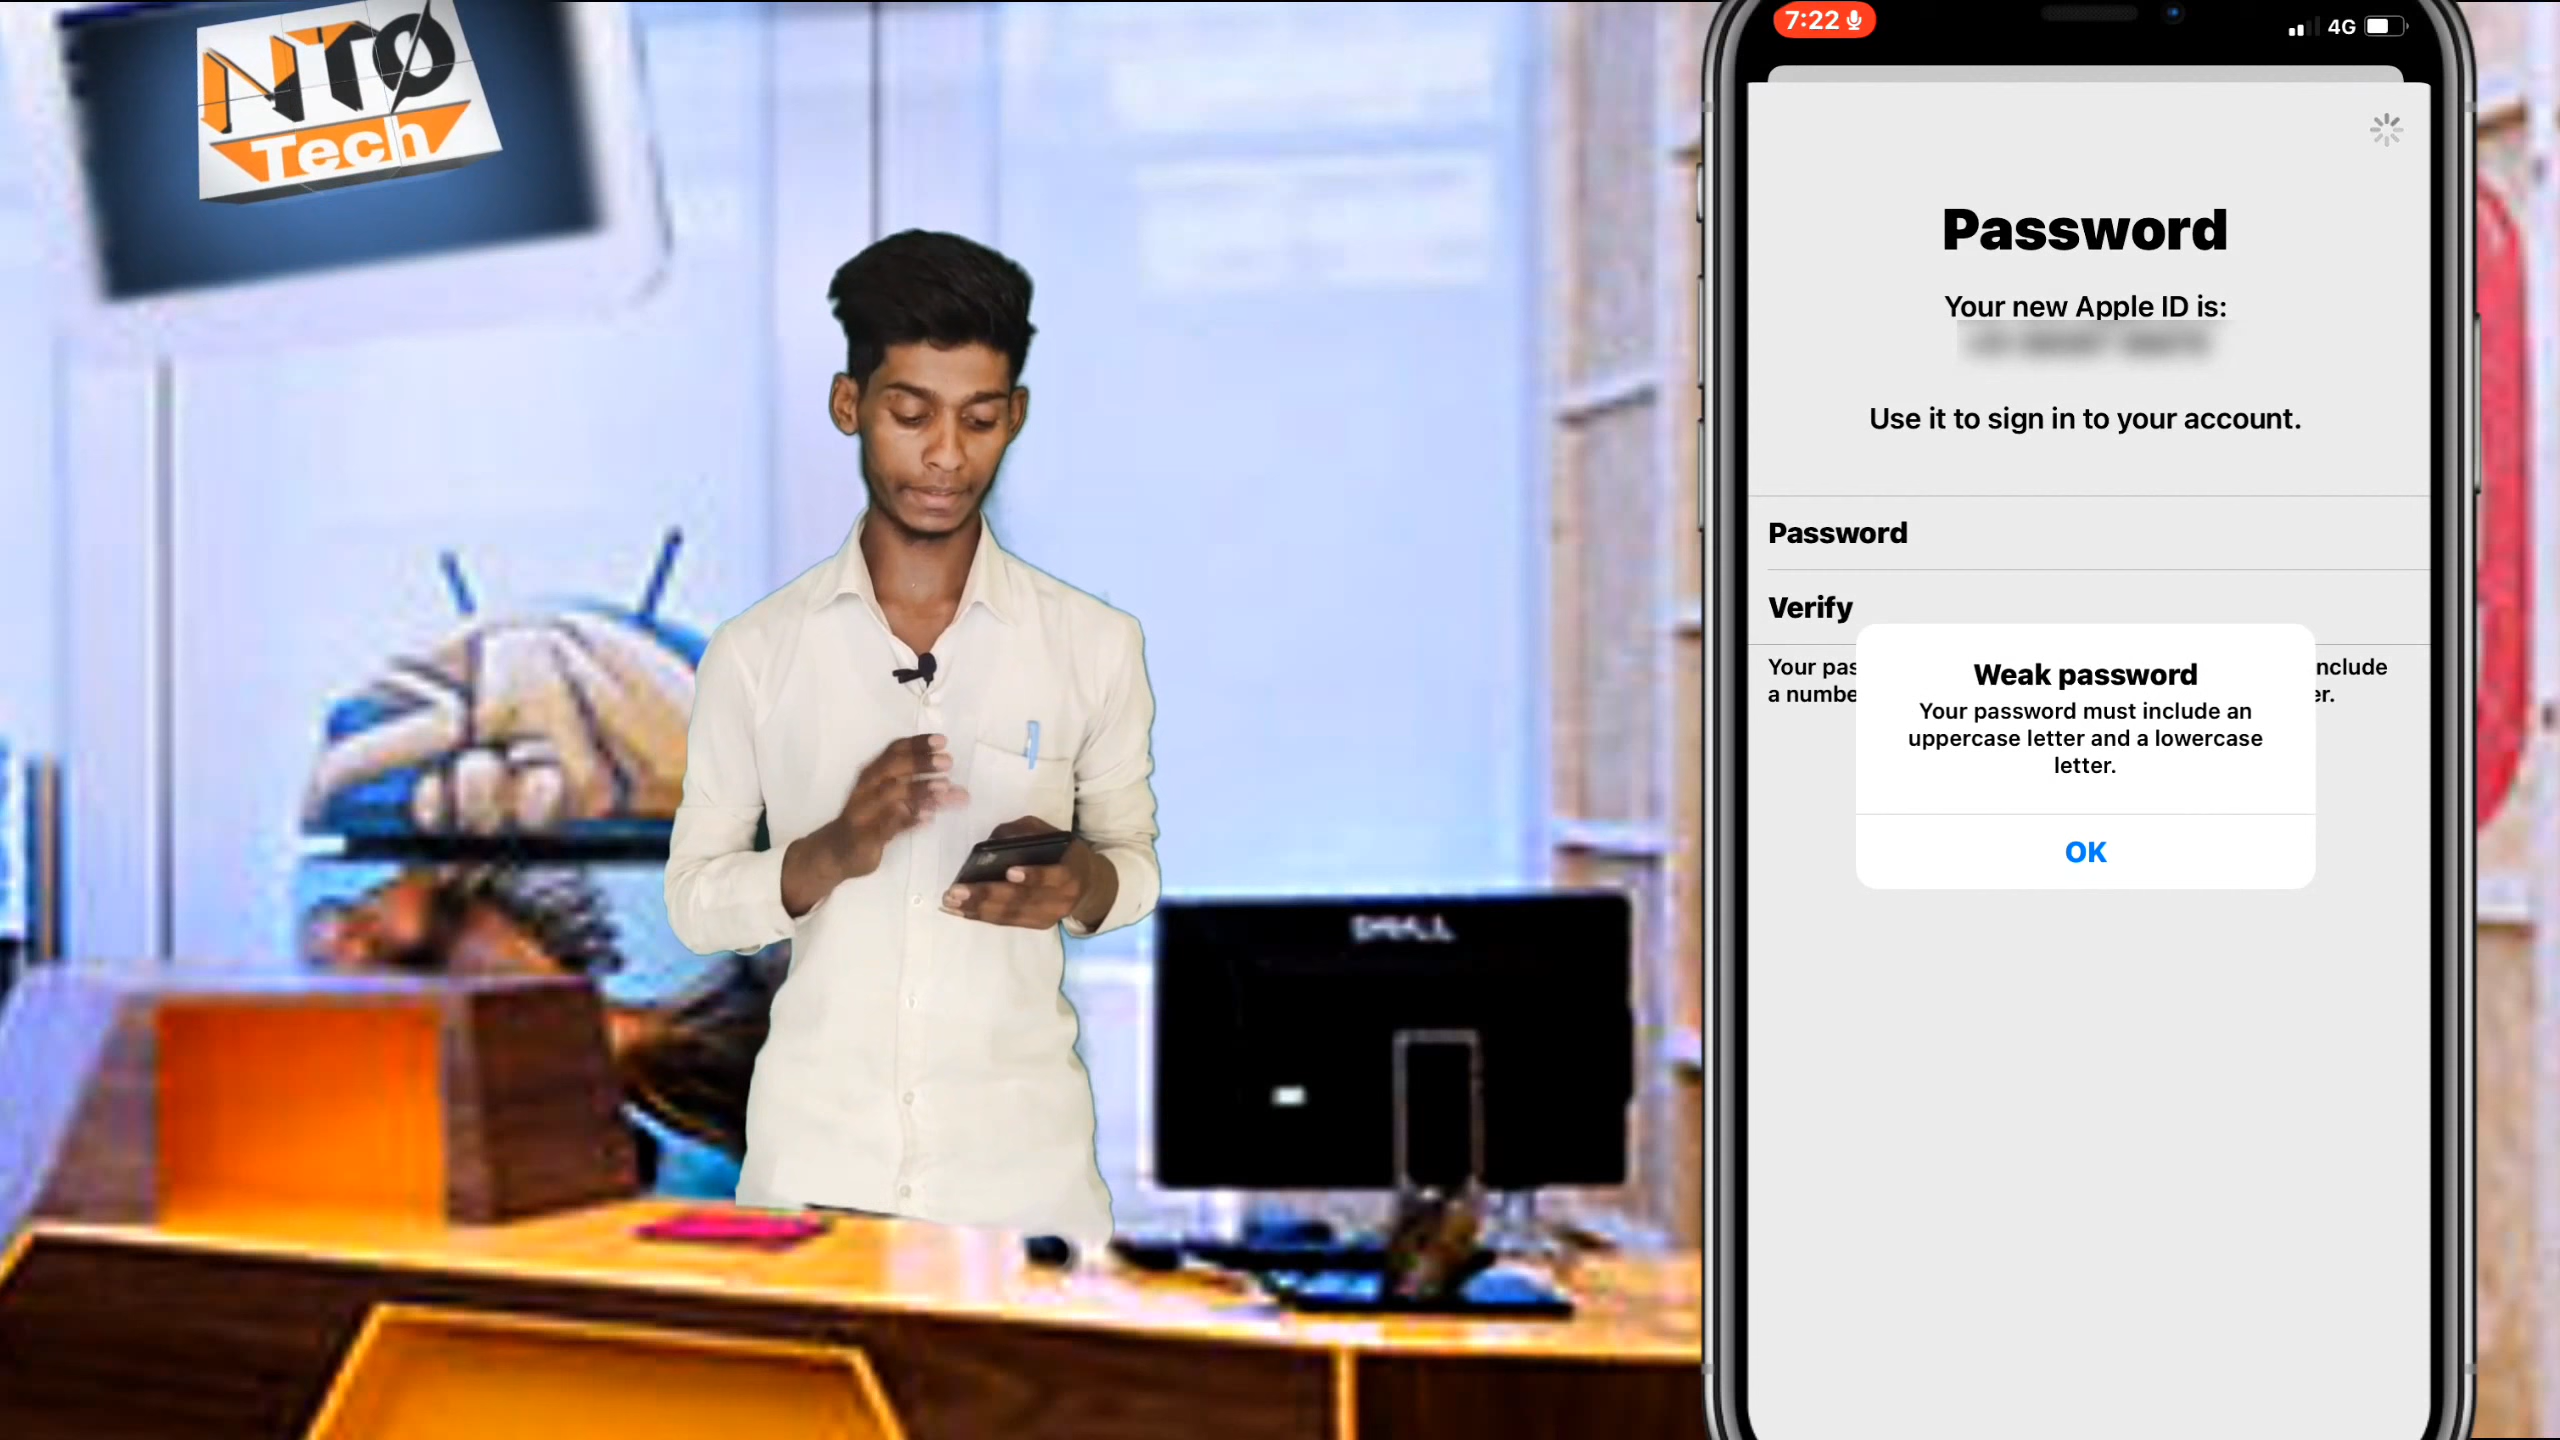 NTO
Tech
7:22
4G
Password
Your new Apple ID is:
Use it to sign in to your account.
Password
Verify
Your pas
nclude
a numbe
er.
Weak password
Your password must include an
uppercase letter and a lowercase
letter.
OK
DELL